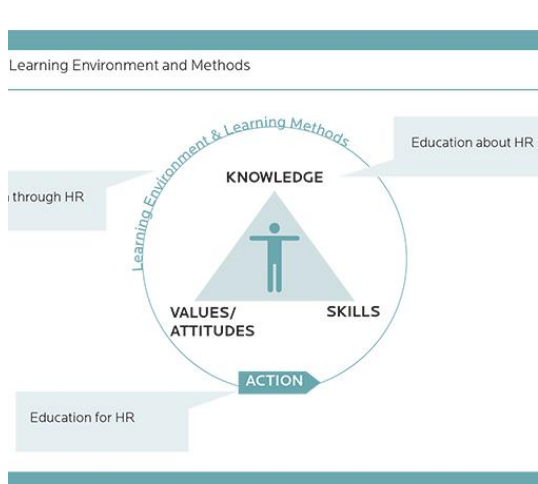 Learning Environment and Methods
Learning Environment & Learning Methods
Education about HR
KNOWLEDGE
through HR
VALUES/
ATTITUDES
SKILLS
ACTION
Education for HR